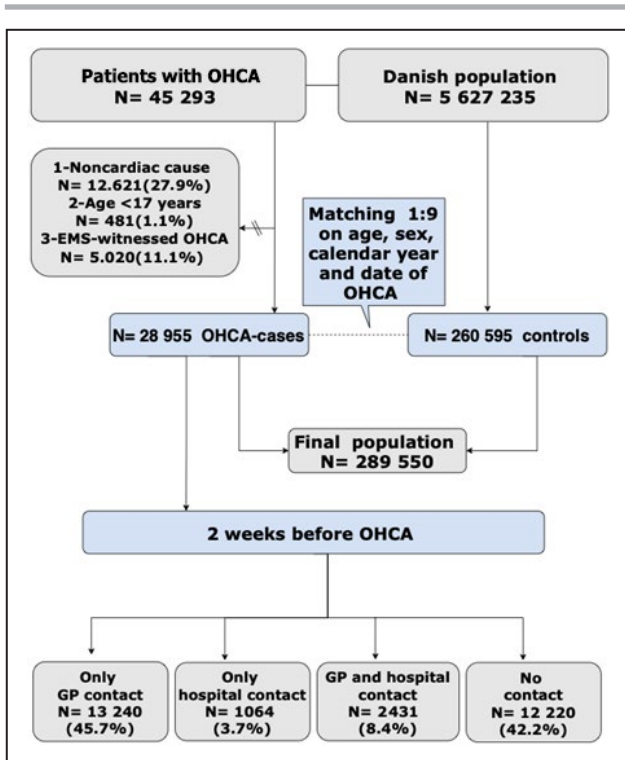 Patients with OHCA
N= 45 293
Danish population
N= 5 627 235
1-Noncardiac cause
N= 12.621(27.9%)
2-Age <17 years
N= 481(1.1%)
3-EMS-witnessed OHCA
N= 5.020(11.1%)
Matching 1:9
on age, sex,
calendar year
and date of
OHCA
N= 28 955 OHCA-cases
N= 260 595 controls
Final population
N= 289 550
2 weeks before OHCA
Only
GP contact
N= 13 240
(45.7%)
Only
hospital contact
N= 1064
(3.7%)
GP and hospital
contact
N= 2431
(8.4%)
No
contact
N= 12 220
(42.2%)